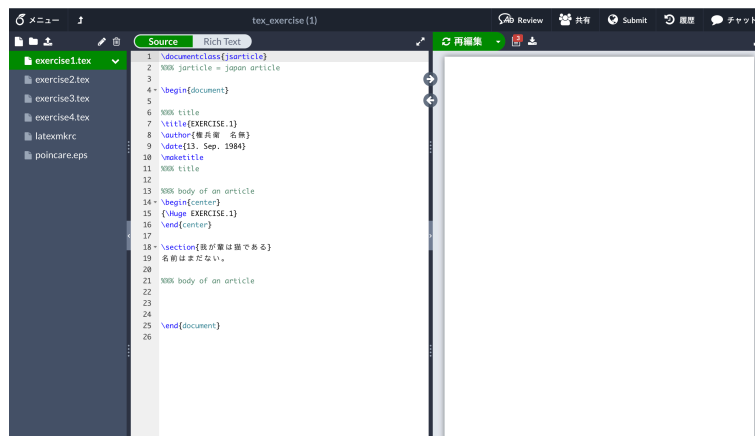 メニュー
tex_exercise (1)
Review
共有
Submit
履歴
チャット
Source
Rich Text
再編集
3
exercise1.tex
exercise2.tex
exercise3.tex
exercise4.tex
latexmkrc
poincare.eps
1 \documentclass{jsarticle}
2 %%% jarticle = japan article
3
4 \begin{document}
5
6 %%% title
7 \title{EXERCISE.1}
8 \author{権兵衛　名無}
9 \date{13. Sep. 1984}
10 \maketitle
11 %%% title
12
13 %%% body of an article
14 \begin{center}
15 {\Huge EXERCISE.1}
16 \end{center}
17
18 \section{我が輩は猫である}
19 名前はまだない。
20
21 %%% body of an article
22
23
24
25 \end{document}
26